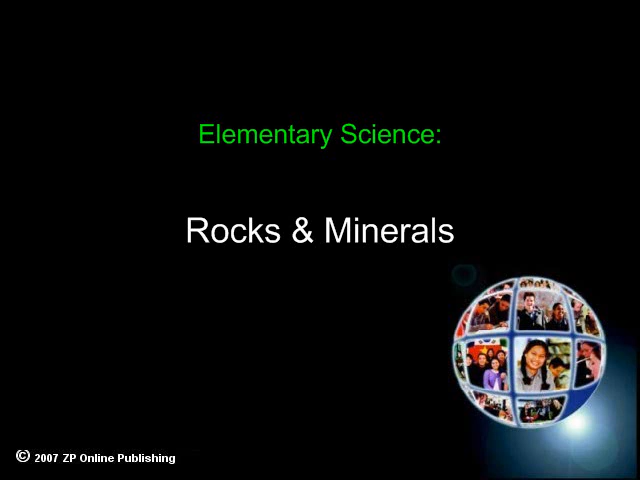 Elementary Science:
Rocks & Minerals
© 2007 ZP Online Publishing